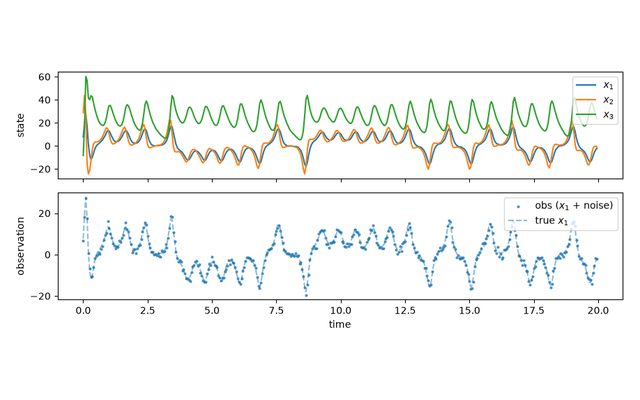 60
40
20
0
−20
state
x₁
x₂
x₃
20
0
−20
observation
obs (x₁ + noise)
true x₁
0.0 2.5 5.0 7.5 10.0 12.5 15.0 17.5 20.0
time